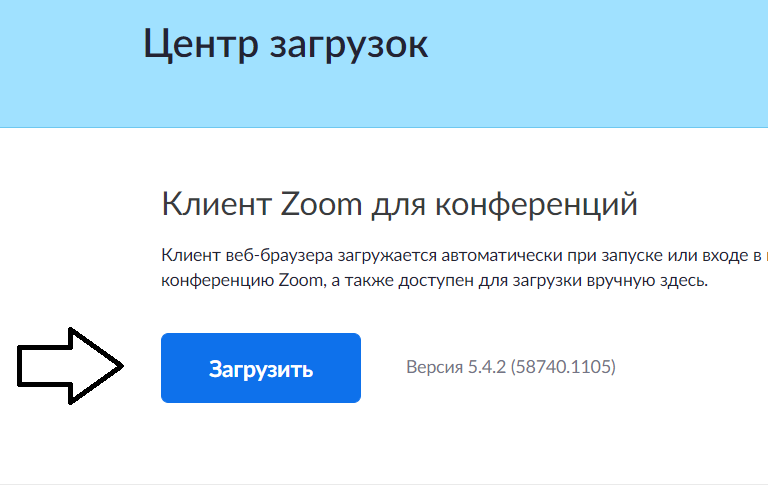 Центр загрузок
Клиент Zoom для конференций
Клиент веб-браузера загружается автоматически при запуске или входе в
конференцию Zoom, а также доступен для загрузки вручную здесь.
Загрузить
Версия 5.4.2 (58740.1105)